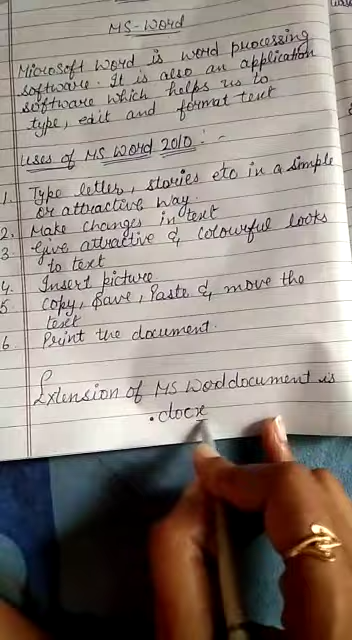 MS-Word
Microsoft Word is word processing
software. It is also an application
software which helps us to
type, edit and format text
Uses of MS Word 2010:-
1. Type letter, stories etc in a simple
or attractive way.
2. Make changes in text
3. Give attractive & colourful looks
to text
4. Insert picture
5. Copy, Save, Paste & move the
text
6. Print the document.
Extension of MS Word document is
.docx